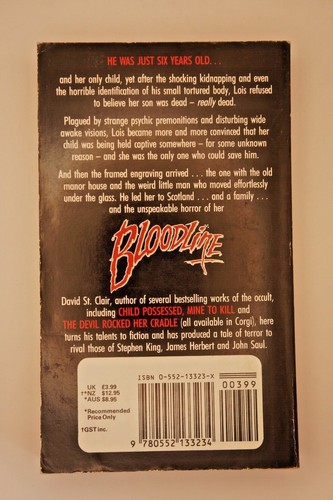 HE WAS JUST SIX YEARS OLD. . .
and her only child, yet after the shocking kidnapping and even
the horrible identification of his small tortured body, Lois refused
to believe her son was dead – really dead.
Plagued by strange psychic premonitions and disturbing wide
awake visions, Lois became more and more convinced that her
child was being held captive somewhere – for some unknown
reason – and she was the only one who could save him.
And then the framed engraving arrived . . . the one with the old
manor house and the weird little man who moved effortlessly
under the glass. He led her to Scotland . . . and a family . . .
and the unspeakable horror of her
BLOODLINE
David St. Clair, author of several bestselling works of the occult,
including CHILD POSSESSED, MINE TO KILL and
THE DEVIL ROCKED HER CRADLE (all available in Corgi), here
turns his talents to fiction and has produced a tale of terror to
rival those of Stephen King, James Herbert and John Saul.
UK £3.99
†*NZ $12.95
*AUS $8.95
*Recommended
Price Only
†GST inc.
ISBN 0-552-13323-X
00399
9 780552 133234